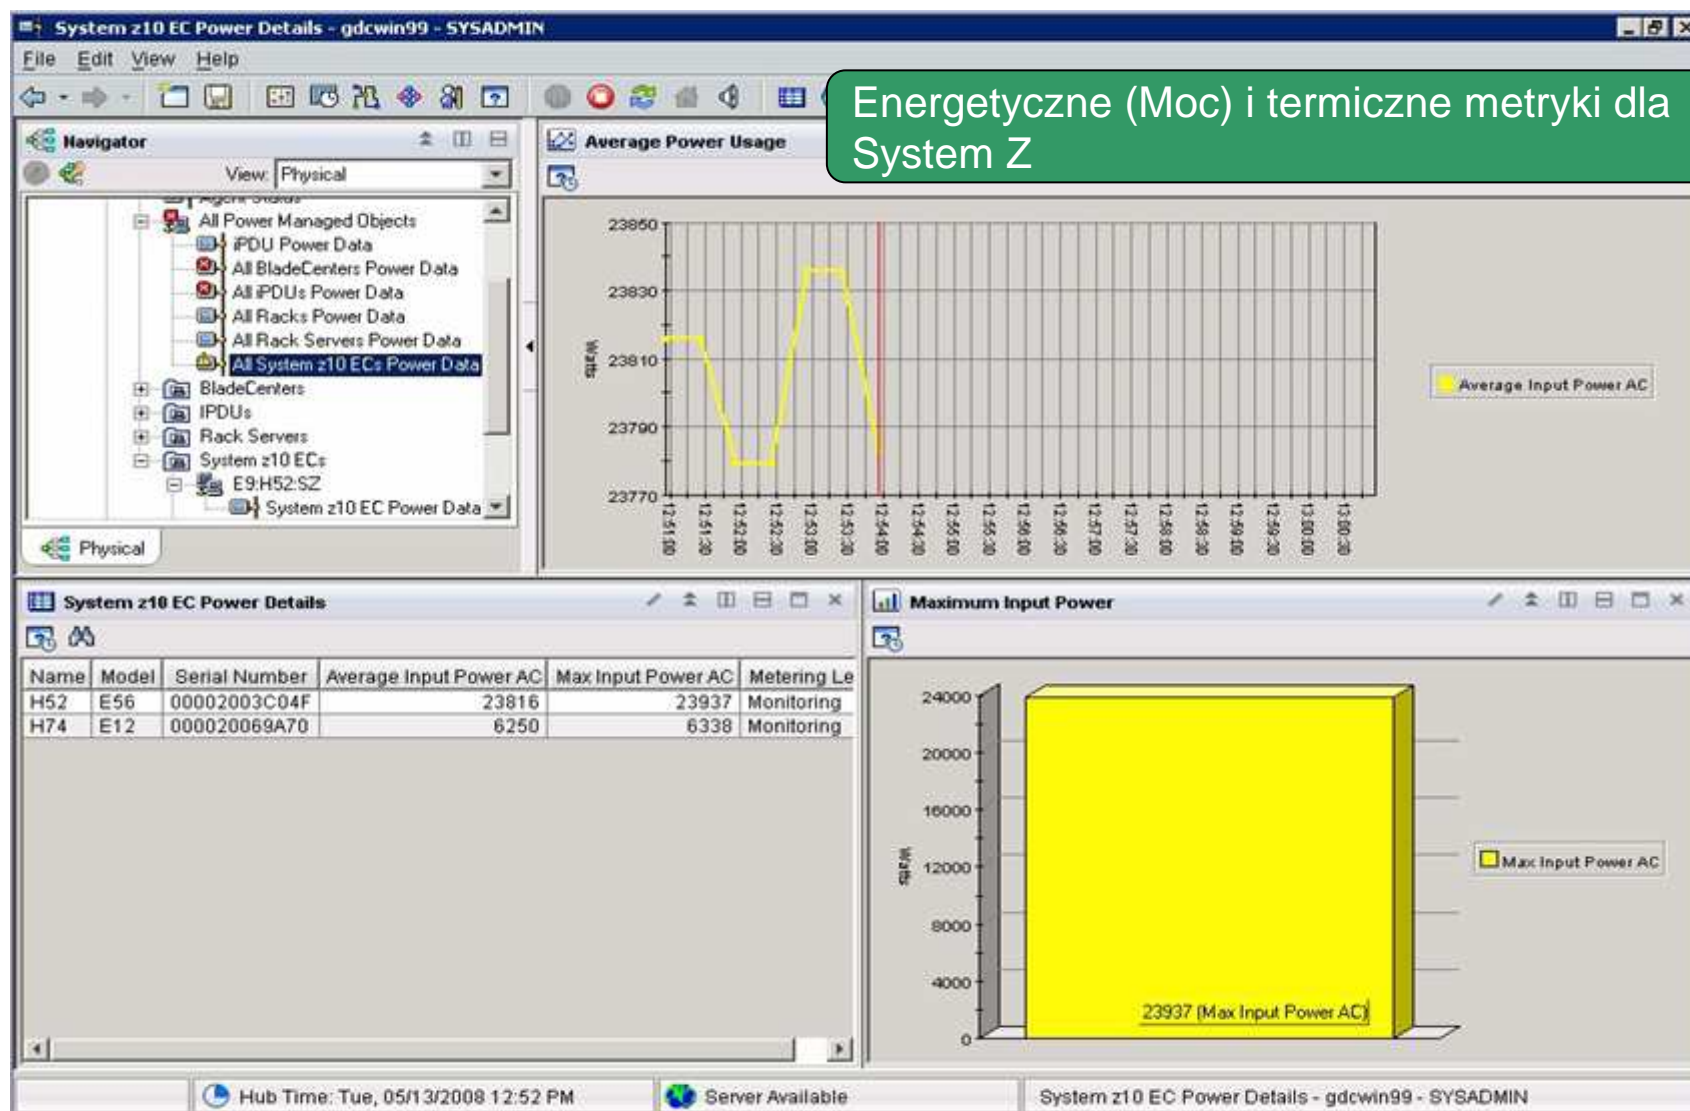 System z10 EC Power Details - gdcwin99 - SYSADMIN
File Edit View Help
Energetyczne (Moc) i termiczne metryki dla
System Z
Navigator
View: Physical
Agent Status
All Power Managed Objects
iPDU Power Data
All BladeCenters Power Data
All iPDUs Power Data
All Racks Power Data
All Rack Servers Power Data
All System z10 ECs Power Data
BladeCenters
IPDUs
Rack Servers
System z10 ECs
E9:H52:SZ
System z10 EC Power Data
Physical
Average Power Usage
23850
23830
23810
23790
23770
Watts
12:51:00
12:51:30
12:52:00
12:52:30
12:53:00
12:53:30
12:54:00
12:54:30
12:55:00
12:55:30
12:56:00
12:56:30
12:57:00
12:57:30
12:58:00
12:58:30
12:59:00
12:59:30
13:00:00
13:00:30
Average Input Power AC
System z10 EC Power Details
Name Model Serial Number Average Input Power AC Max Input Power AC Metering Le
H52 E56 00002003C04F 23816 23937 Monitoring
H74 E12 000020069A70 6250 6338 Monitoring
Maximum Input Power
24000
20000
16000
12000
8000
4000
0
Watts
23937 (Max Input Power AC)
Max Input Power AC
Hub Time: Tue, 05/13/2008 12:52 PM
Server Available
System z10 EC Power Details - gdcwin99 - SYSADMIN